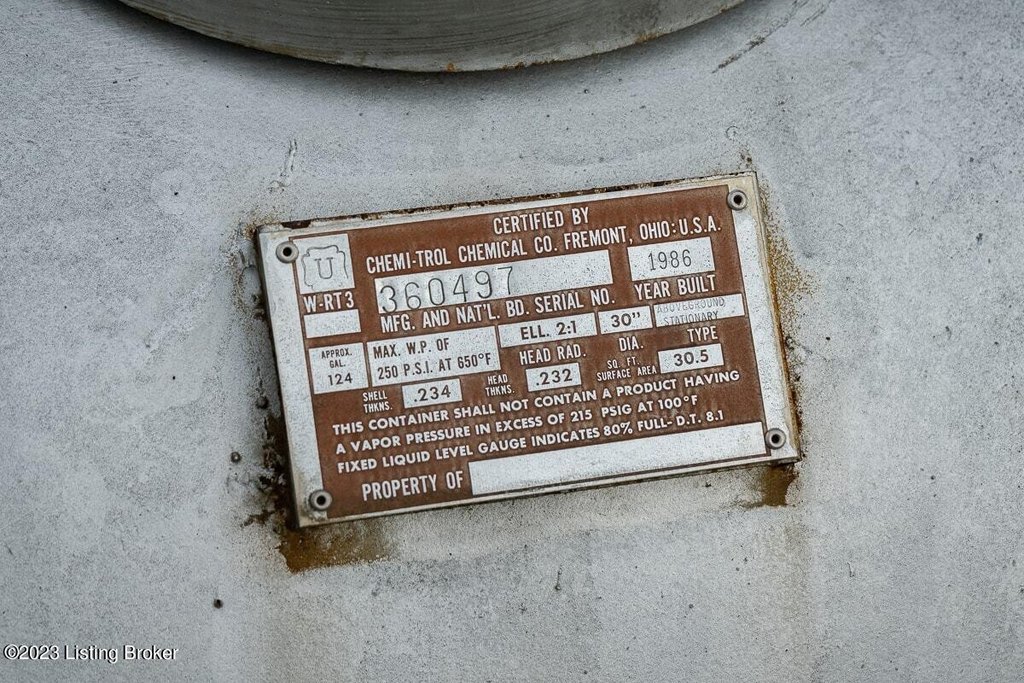 CERTIFIED BY
CHEMI-TROL CHEMICAL CO. FREMONT, OHIO: U.S.A.
U
W-RT3
360497
1986
MFG. AND NAT'L. BD. SERIAL NO.
YEAR BUILT
APPROX. GAL.
124
MAX. W.P. OF
250 P.S.I. AT 650°F
ELL. 2:1
HEAD RAD.
30"
DIA.
ABOVEGROUND
STATIONARY
TYPE
SHELL THKNS.
.234
HEAD THKNS.
.232
SQ. FT. SURFACE AREA
30.5
THIS CONTAINER SHALL NOT CONTAIN A PRODUCT HAVING
A VAPOR PRESSURE IN EXCESS OF 215 PSIG AT 100°F
FIXED LIQUID LEVEL GAUGE INDICATES 80% FULL- D.T. 8.1
PROPERTY OF
©2023 Listing Broker